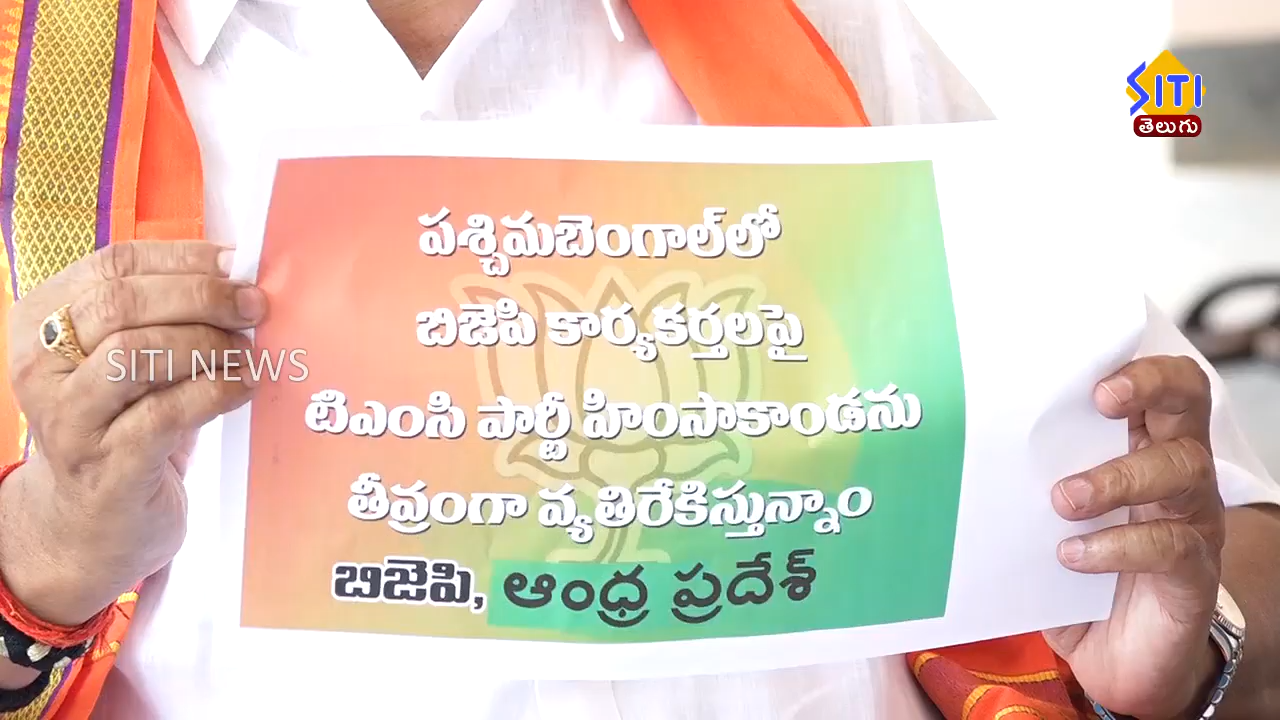 SITI
తెలుగు
పశ్చిమబెంగాల్‌లో
బిజెపి కార్యకర్తలపై
టిఎంసి పార్టీ హింసాకాండను
తీవ్రంగా వ్యతిరేకిస్తున్నాం
బిజెపి, ఆంధ్ర ప్రదేశ్
SITI NEWS